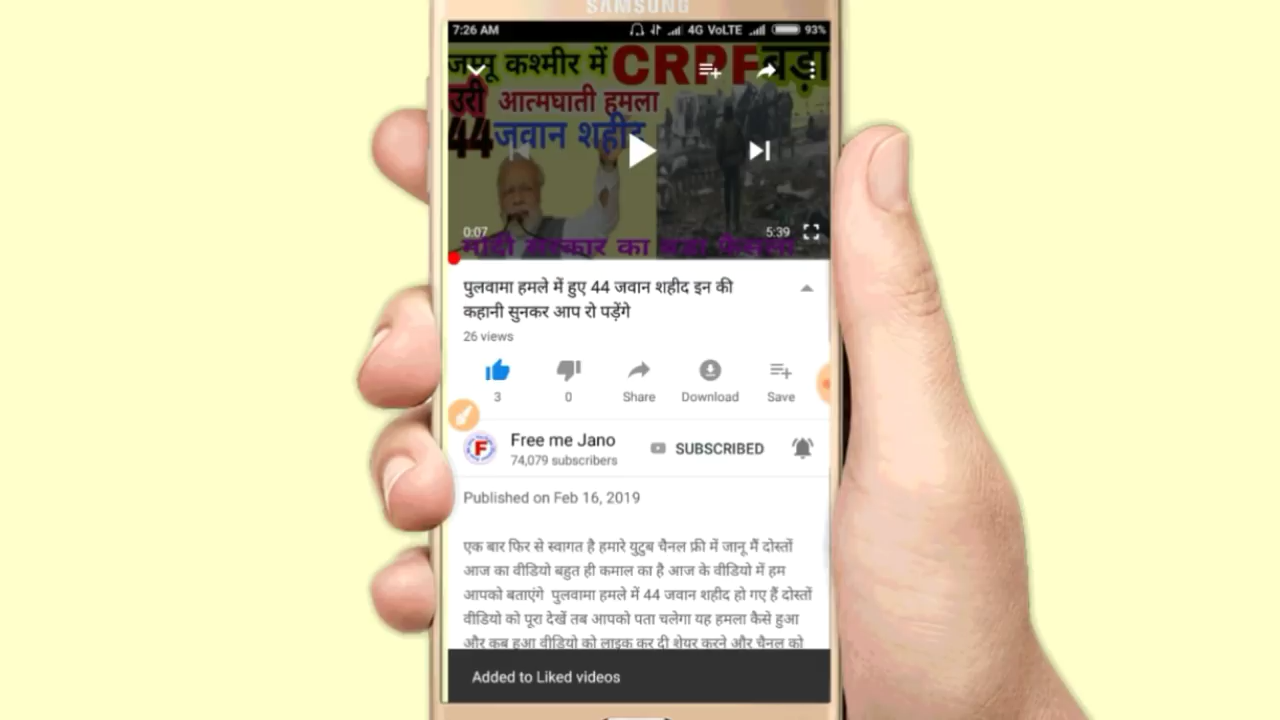 SAMSUNG
7:26 AM 4G VoLTE 93%
जम्मू कश्मीर में CRPF बड़ा
उरी आत्मघाती हमला
44 जवान शहीद
0:07 5:39
मोदी सरकार का बड़ा फैसला
पुलवामा हमले में हुए 44 जवान शहीद इन की
कहानी सुनकर आप रो पड़ेंगे
26 views
3 0 Share Download Save
F Free me Jano SUBSCRIBED
74,079 subscribers
Published on Feb 16, 2019
एक बार फिर से स्वागत है हमारे युटुब चैनल फ्री में जानू मैं दोस्तों
आज का वीडियो बहुत ही कमाल का है आज के वीडियो में हम
आपको बताएंगे पुलवामा हमले में 44 जवान शहीद हो गए हैं दोस्तों
वीडियो को पूरा देखें तब आपको पता चलेगा यह हमला कैसे हुआ
और कब हुआ वीडियो को लाइक कर दी शेयर करने और चैनल को
Added to Liked videos